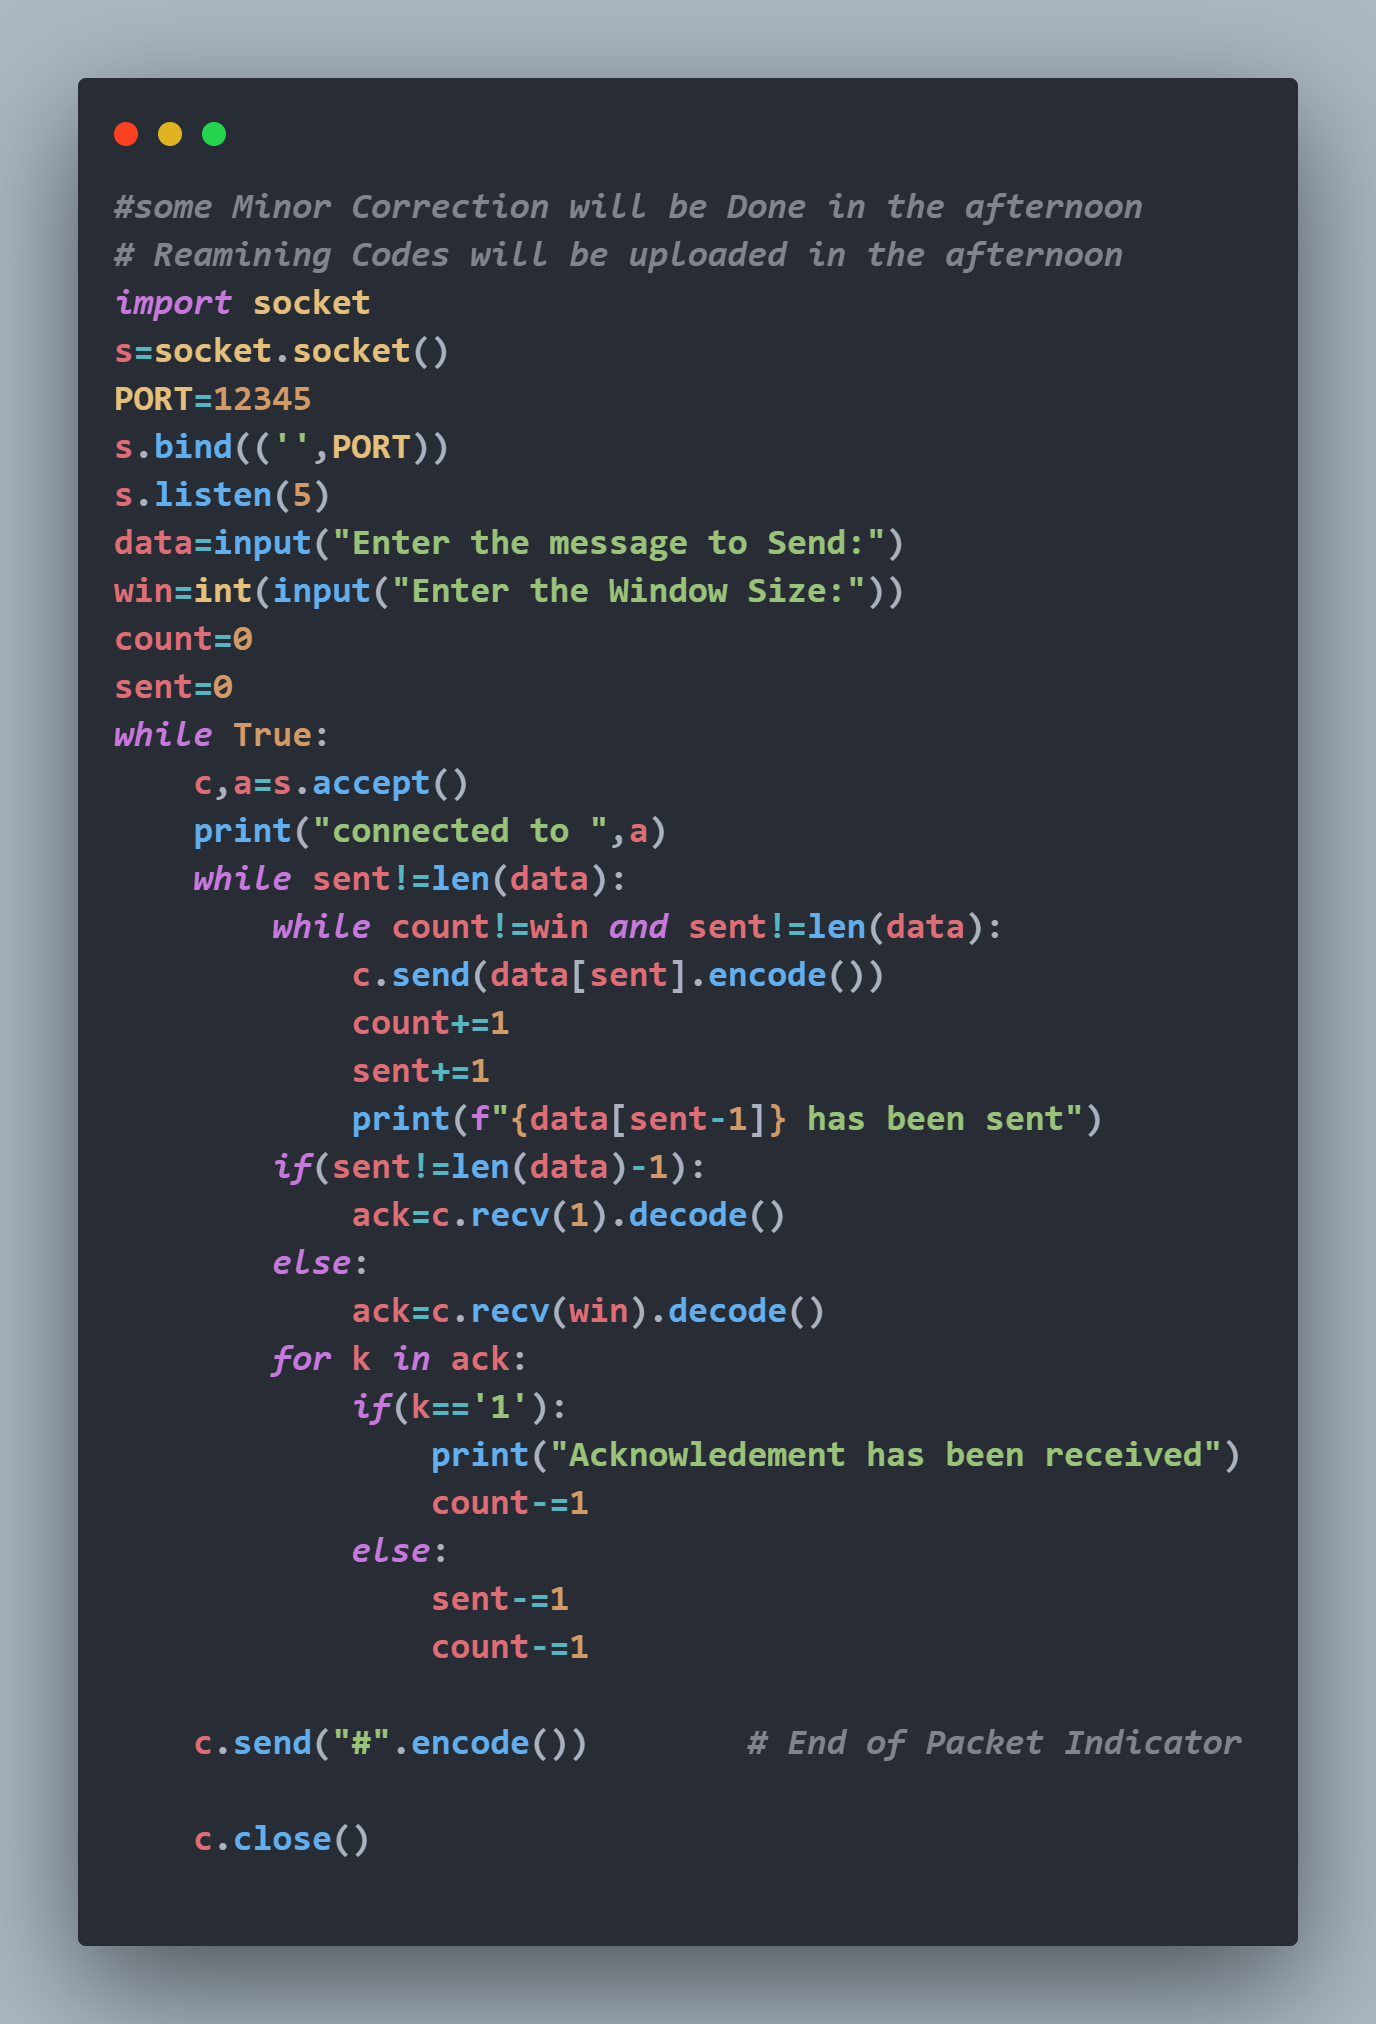 #some Minor Correction will be Done in the afternoon
# Reamining Codes will be uploaded in the afternoon
import socket
s=socket.socket()
PORT=12345
s.bind(('',PORT))
s.listen(5)
data=input("Enter the message to Send:")
win=int(input("Enter the Window Size:"))
count=0
sent=0
while True:
    c,a=s.accept()
    print("connected to ",a)
    while sent!=len(data):
        while count!=win and sent!=len(data):
            c.send(data[sent].encode())
            count+=1
            sent+=1
            print(f"{data[sent-1]} has been sent")
        if(sent!=len(data)-1):
            ack=c.recv(1).decode()
        else:
            ack=c.recv(win).decode()
        for k in ack:
            if(k=='1'):
                print("Acknowledement has been received")
                count-=1
            else:
                sent-=1
                count-=1
    c.send("#".encode())        # End of Packet Indicator
    c.close()